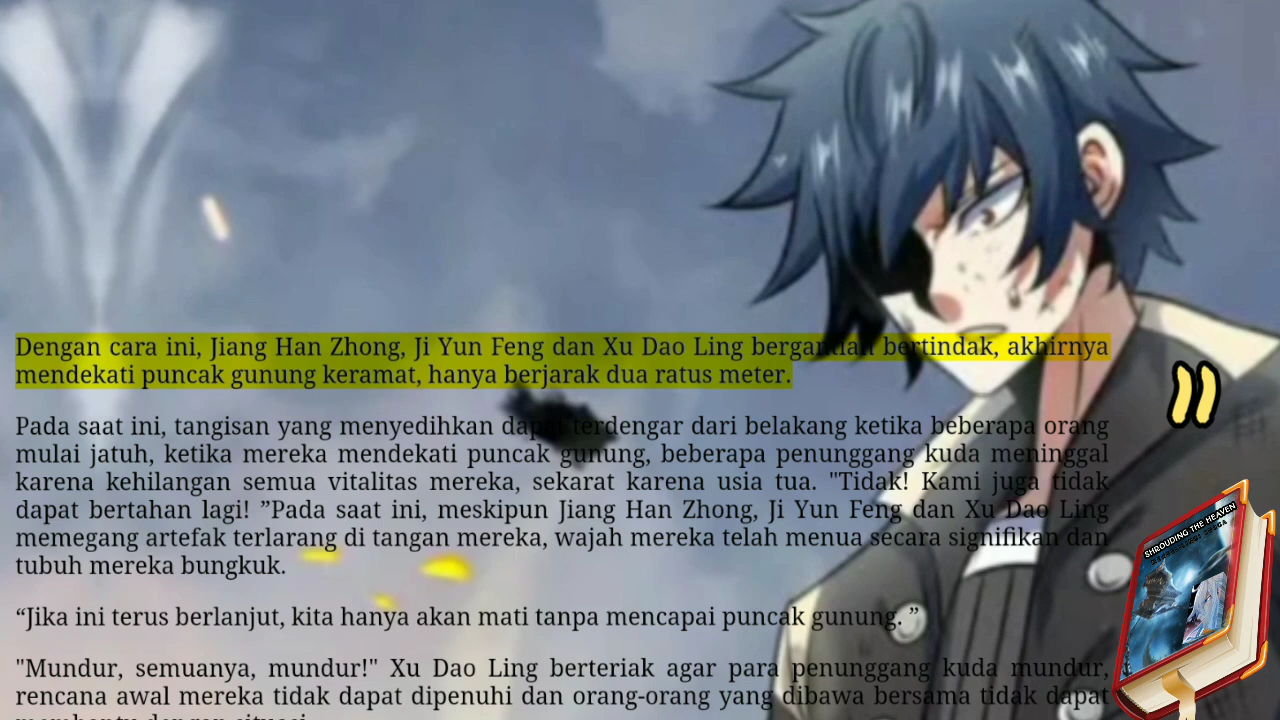 Dengan cara ini, Jiang Han Zhong, Ji Yun Feng dan Xu Dao Ling bergantian bertindak, akhirnya
mendekati puncak gunung keramat, hanya berjarak dua ratus meter.
Pada saat ini, tangisan yang menyedihkan dapat terdengar dari belakang ketika beberapa orang
mulai jatuh, ketika mereka mendekati puncak gunung, beberapa penunggang kuda meninggal
karena kehilangan semua vitalitas mereka, sekarat karena usia tua. "Tidak! Kami juga tidak
dapat bertahan lagi! ”Pada saat ini, meskipun Jiang Han Zhong, Ji Yun Feng dan Xu Dao Ling
memegang artefak terlarang di tangan mereka, wajah mereka telah menua secara signifikan dan
tubuh mereka bungkuk.
“Jika ini terus berlanjut, kita hanya akan mati tanpa mencapai puncak gunung. ”
"Mundur, semuanya, mundur!" Xu Dao Ling berteriak agar para penunggang kuda mundur,
rencana awal mereka tidak dapat dipenuhi dan orang-orang yang dibawa bersama tidak dapat
SHROUDING THE HEAVEN